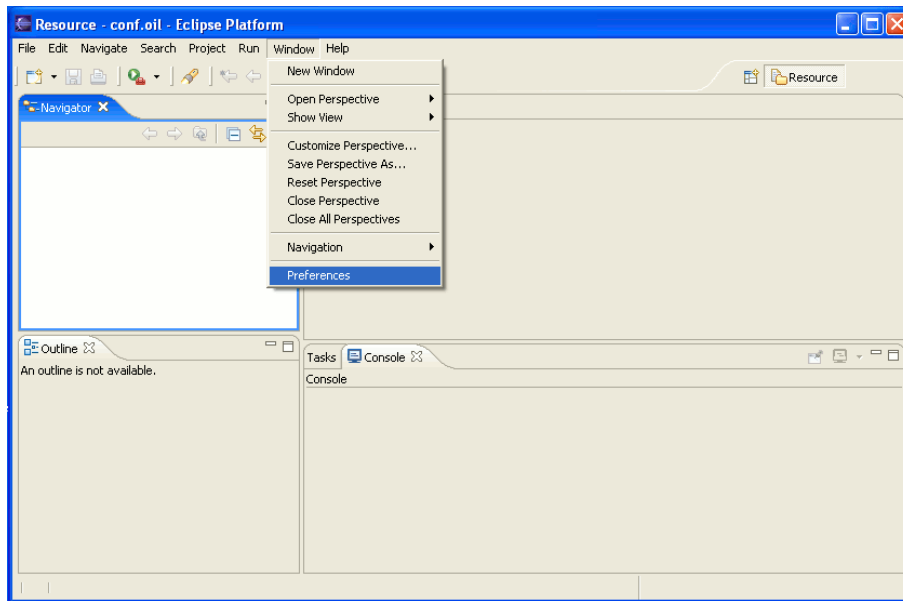 Resource - conf.oil - Eclipse Platform
File Edit Navigate Search Project Run Window Help
New Window
Resource
Navigator
Open Perspective
Show View
Customize Perspective...
Save Perspective As...
Reset Perspective
Close Perspective
Close All Perspectives
Navigation
Preferences
Outline
Tasks Console
An outline is not available.
Console